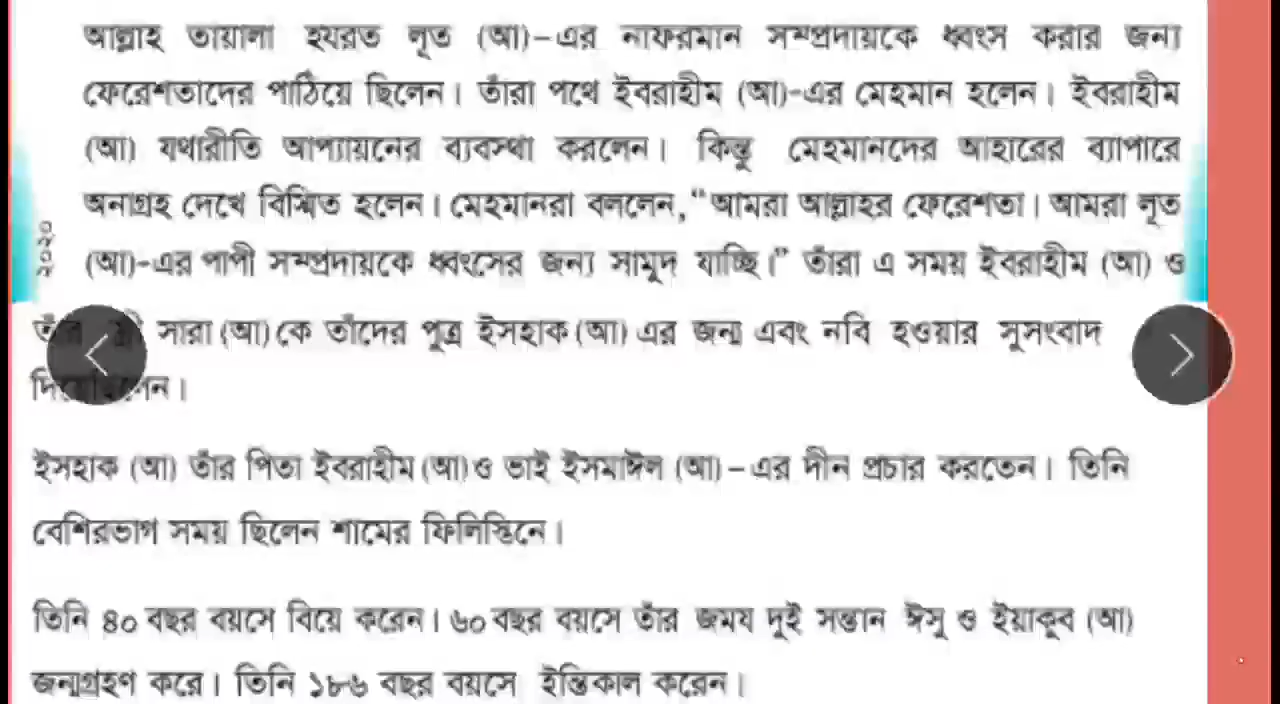 আল্লাহ তায়ালা হযরত লূত (আ)-এর নাফরমান সম্প্রদায়কে ধ্বংস করার জন্য
ফেরেশতাদের পাঠিয়ে ছিলেন। তাঁরা পথে ইবরাহীম (আ)-এর মেহমান হলেন। ইবরাহীম
(আ) যথারীতি আপ্যায়নের ব্যবস্থা করলেন। কিন্তু মেহমানদের আহারের ব্যাপারে
অনাগ্রহ দেখে বিস্মিত হলেন। মেহমানরা বললেন, "আমরা আল্লাহর ফেরেশতা। আমরা লূত
২০২০
(আ)-এর পাপী সম্প্রদায়কে ধ্বংসের জন্য সামুদ যাচ্ছি।" তাঁরা এ সময় ইবরাহীম (আ) ও
সারা (আ) কে তাঁদের পুত্র ইসহাক (আ) এর জন্ম এবং নবি হওয়ার সুসংবাদ
ইসহাক (আ) তাঁর পিতা ইবরাহীম (আ) ও ভাই ইসমাঈল (আ) – এর দীন প্রচার করতেন। তিনি
বেশিরভাগ সময় ছিলেন শামের ফিলিস্তিনে।
তিনি ৪০ বছর বয়সে বিয়ে করেন। ৬০ বছর বয়সে তাঁর জময দুই সন্তান ঈসু ও ইয়াকুব (আ)
জন্মগ্রহণ করে। তিনি ১৮৬ বছর বয়সে ইন্তিকাল করেন।